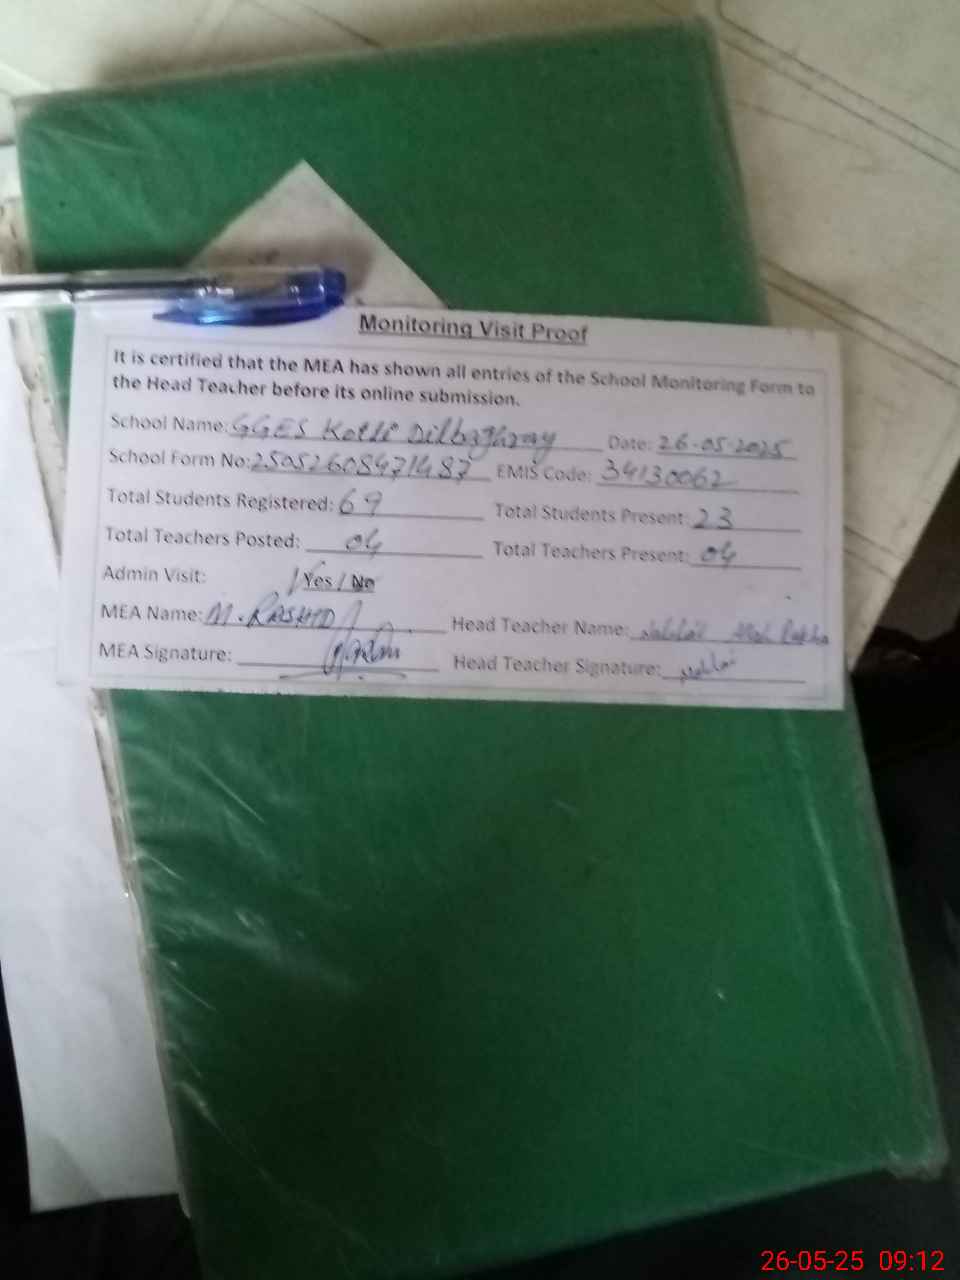 Monitoring Visit Proof
It is certified that the MEA has shown all entries of the School Monitoring Form to
the Head Teacher before its online submission.
School Name: GGES Kotli Dilbaghray Date: 26-05-2025
School Form No: 25052608471487 EMIS Code: 34130062
Total Students Registered: 69 Total Students Present: 23
Total Teachers Posted: 04 Total Teachers Present: 04
Admin Visit: Yes / No
MEA Name: M. RASHID Head Teacher Name: Allah Rakha
MEA Signature: Head Teacher Signature:
26-05-25 09:12